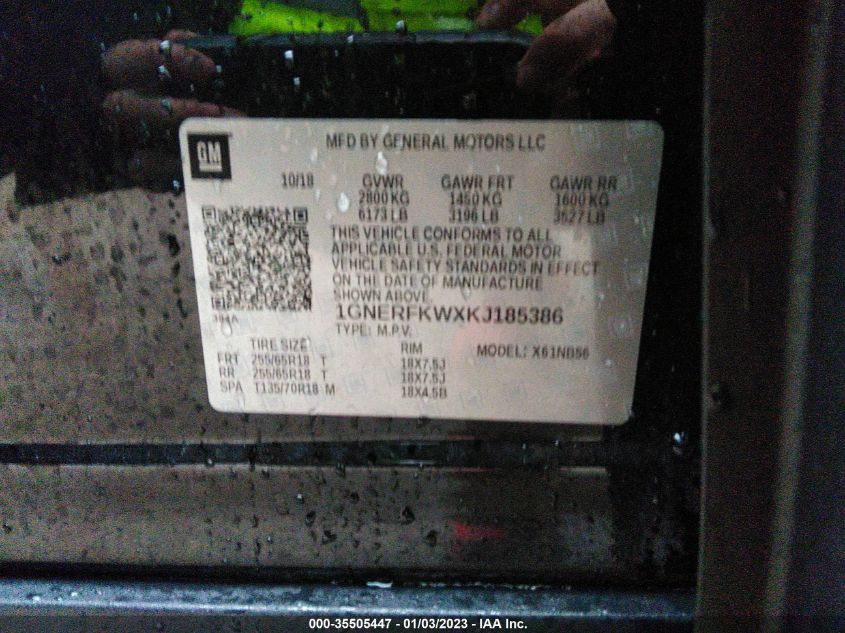 GM
MFD BY GENERAL MOTORS LLC
10/18 GVWR GAWR FRT GAWR RR
2800 KG 1450 KG 1600 KG
6173 LB 3196 LB 3527 LB
THIS VEHICLE CONFORMS TO ALL
APPLICABLE U.S. FEDERAL MOTOR
VEHICLE SAFETY STANDARDS IN EFFECT
ON THE DATE OF MANUFACTURE
SHOWN ABOVE.
1GNERFKWXKJ185386
TYPE: M.P.V.
MODEL: X61NB56
TIRE SIZE RIM
FRT 255/65R18 T 18X7.5J
RR 255/65R18 T 18X7.5J
SPA T135/70R18 M 18X4.5B
000-35505447 - 01/03/2023 - IAA Inc.